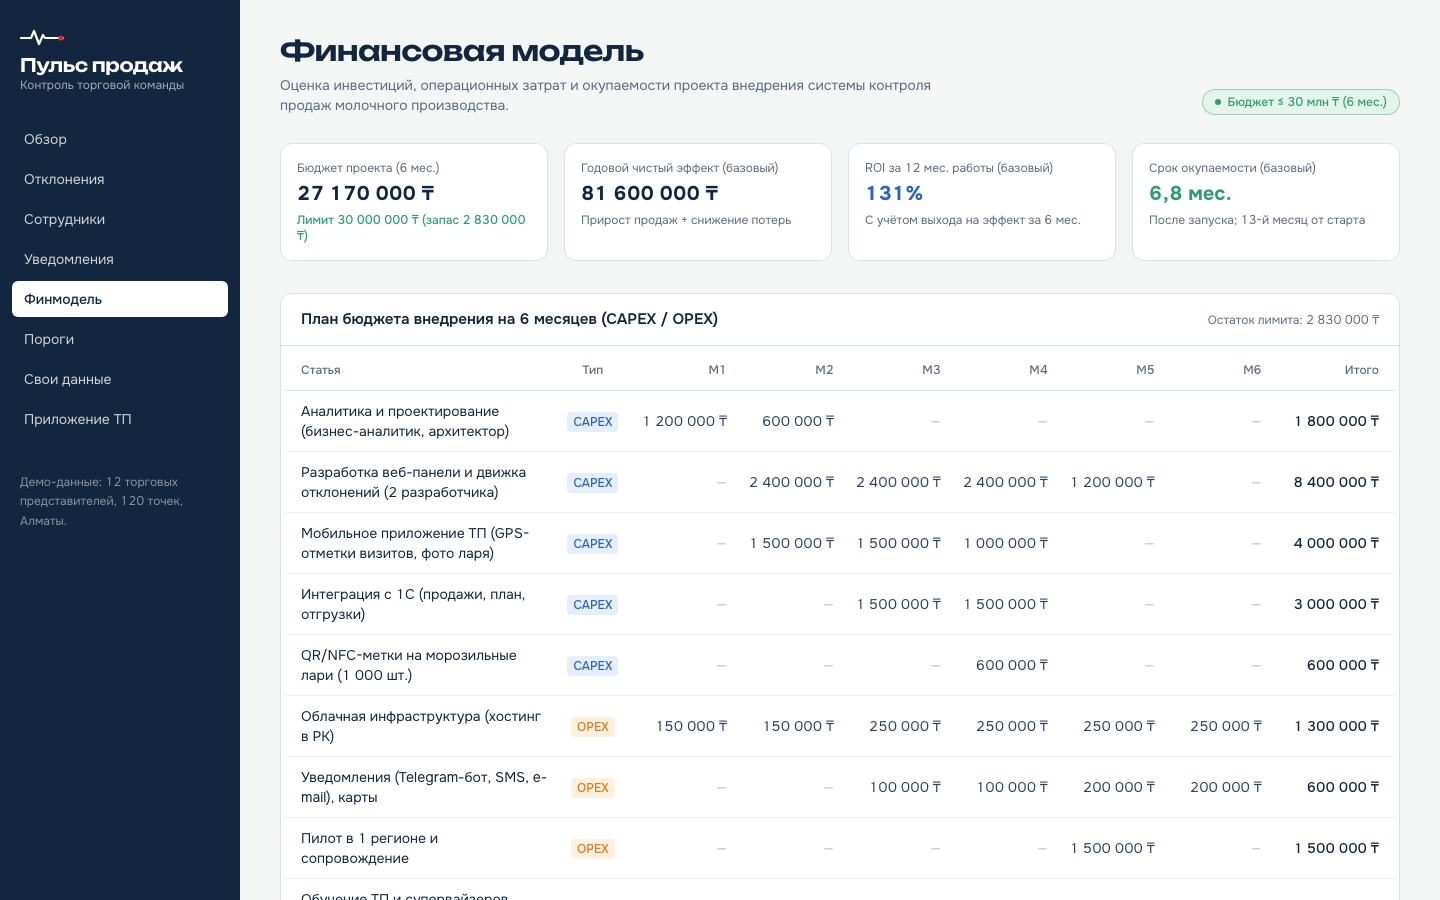 Пульс продаж
Контроль торговой команды
Обзор
Отклонения
Сотрудники
Уведомления
Финмодель
Пороги
Свои данные
Приложение ТП
Демо-данные: 12 торговых
представителей, 120 точек,
Алматы.
Финансовая модель
Оценка инвестиций, операционных затрат и окупаемости проекта внедрения системы контроля
продаж молочного производства.
Бюджет ≤ 30 млн ₸ (6 мес.)
Бюджет проекта (6 мес.)
27 170 000 ₸
Лимит 30 000 000 ₸ (запас 2 830 000
₸)
Годовой чистый эффект (базовый)
81 600 000 ₸
Прирост продаж + снижение потерь
ROI за 12 мес. работы (базовый)
131%
С учётом выхода на эффект за 6 мес.
Срок окупаемости (базовый)
6,8 мес.
После запуска; 13-й месяц от старта
План бюджета внедрения на 6 месяцев (CAPEX / OPEX)
Остаток лимита: 2 830 000 ₸
Статья Тип М1 М2 М3 М4 М5 М6 Итого
Аналитика и проектирование
(бизнес-аналитик, архитектор)
CAPEX 1 200 000 ₸ 600 000 ₸ — — — — 1 800 000 ₸
Разработка веб-панели и движка
отклонений (2 разработчика)
CAPEX — 2 400 000 ₸ 2 400 000 ₸ 2 400 000 ₸ 1 200 000 ₸ — 8 400 000 ₸
Мобильное приложение ТП (GPS-
отметки визитов, фото ларя)
CAPEX — 1 500 000 ₸ 1 500 000 ₸ 1 000 000 ₸ — — 4 000 000 ₸
Интеграция с 1С (продажи, план,
отгрузки)
CAPEX — — 1 500 000 ₸ 1 500 000 ₸ — — 3 000 000 ₸
QR/NFC-метки на морозильные
лари (1 000 шт.)
CAPEX — — — 600 000 ₸ — — 600 000 ₸
Облачная инфраструктура (хостинг
в РК)
OPEX 150 000 ₸ 150 000 ₸ 250 000 ₸ 250 000 ₸ 250 000 ₸ 250 000 ₸ 1 300 000 ₸
Уведомления (Telegram-бот, SMS, e-
mail), карты
OPEX — — 100 000 ₸ 100 000 ₸ 200 000 ₸ 200 000 ₸ 600 000 ₸
Пилот в 1 регионе и
сопровождение
OPEX — — — — 1 500 000 ₸ — 1 500 000 ₸
Обучение ТП и супервайзеров